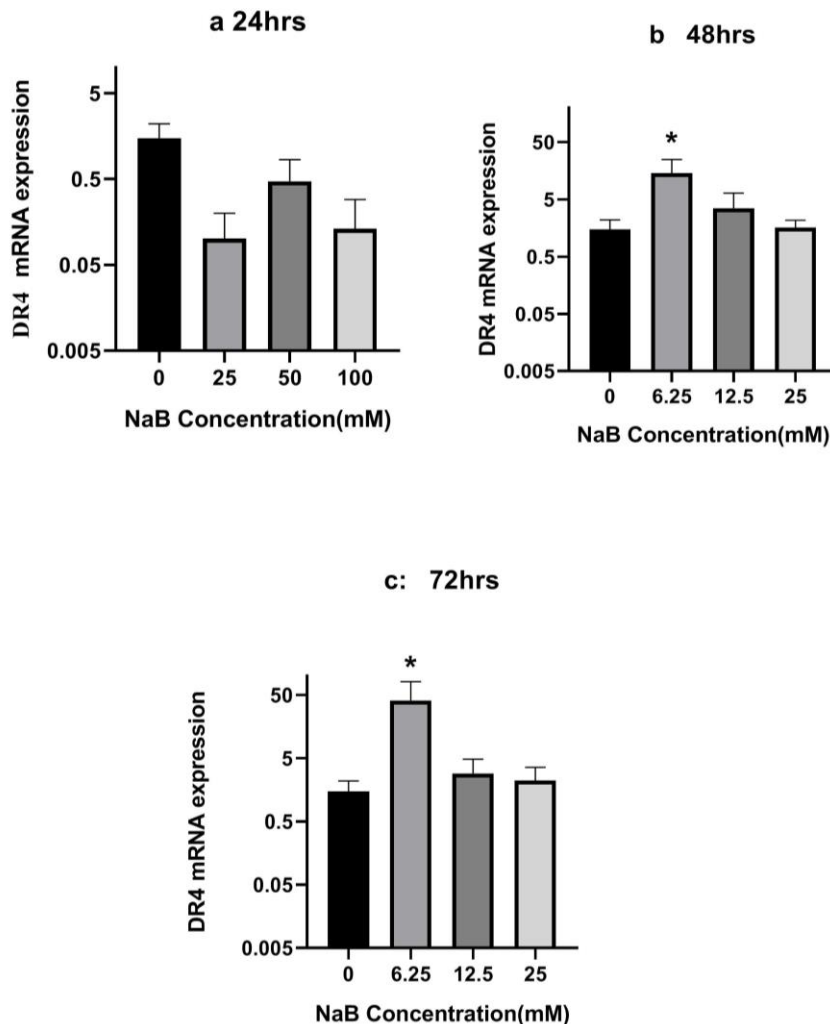 a 24hrs
DR4 mRNA expression
5
0.5
0.05
0.005
0 25 50 100
NaB Concentration(mM)
b 48hrs
DR4 mRNA expression
50
5
0.5
0.05
0.005
*
0 6.25 12.5 25
NaB Concentration(mM)
c: 72hrs
DR4 mRNA expression
50
5
0.5
0.05
0.005
*
0 6.25 12.5 25
NaB Concentration(mM)